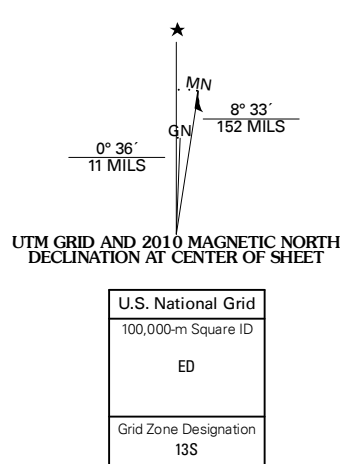 ★
MN
8° 33´
152 MILS
GN
0° 36´
11 MILS
UTM GRID AND 2010 MAGNETIC NORTH
DECLINATION AT CENTER OF SHEET
U.S. National Grid
100,000-m Square ID
ED
Grid Zone Designation
13S